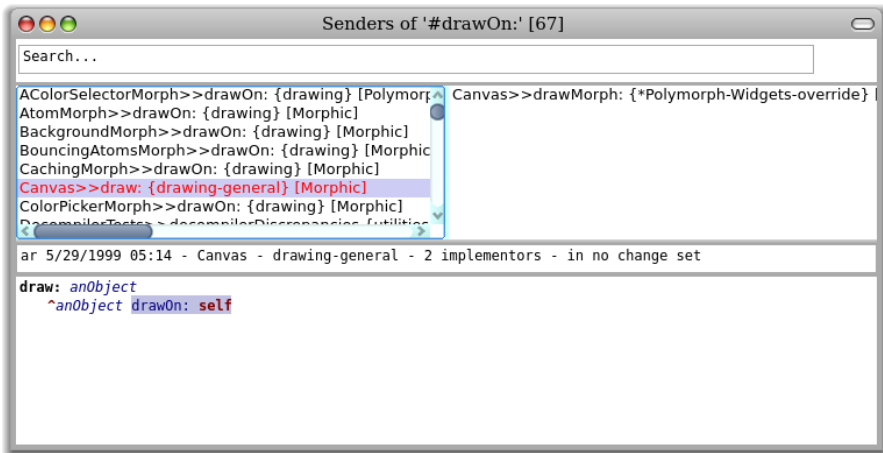 Senders of '#drawOn:' [67]
Search...
AColorSelectorMorph>>drawOn: {drawing} [Polymorp
AtomMorph>>drawOn: {drawing} [Morphic]
BackgroundMorph>>drawOn: {drawing} [Morphic]
BouncingAtomsMorph>>drawOn: {drawing} [Morphic
CachingMorph>>drawOn: {drawing} [Morphic]
Canvas>>draw: {drawing-general} [Morphic]
ColorPickerMorph>>drawOn: {drawing} [Morphic]
DecompilerTests>>decompilerDiscrepancies {utilities
Canvas>>drawMorph: {*Polymorph-Widgets-override} [
ar 5/29/1999 05:14 - Canvas - drawing-general - 2 implementors - in no change set
draw: anObject
^anObject drawOn: self